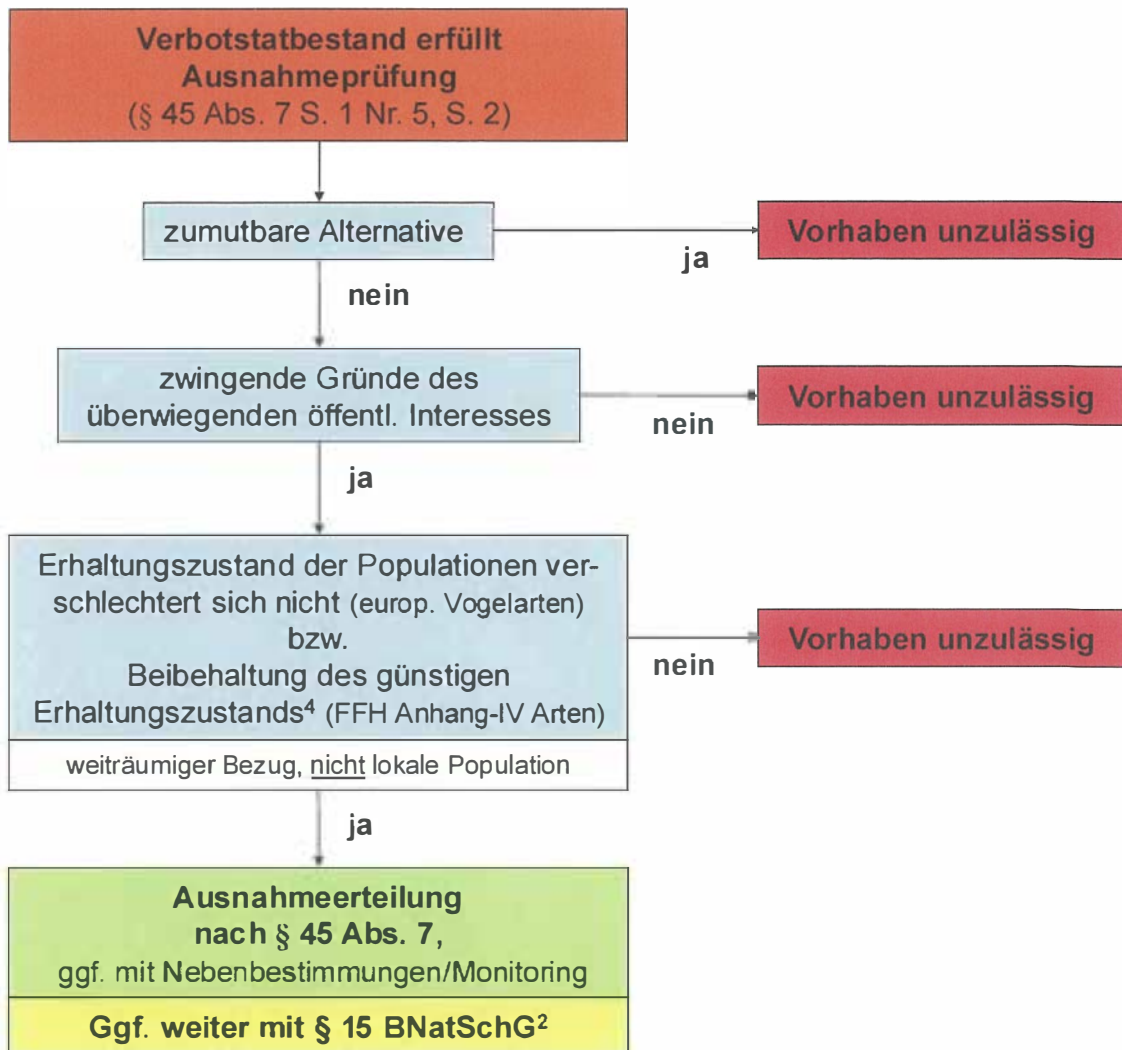 Verbotstatbestand erfüllt
Ausnahmeprüfung
(§ 45 Abs. 7 S. 1 Nr. 5, S. 2)
zumutbare Alternative
ja
Vorhaben unzulässig
nein
zwingende Gründe des
überwiegenden öffentl. Interesses
nein
Vorhaben unzulässig
ja
Erhaltungszustand der Populationen ver-
schlechtert sich nicht (europ. Vogelarten)
bzw.
Beibehaltung des günstigen
Erhaltungszustands⁴ (FFH Anhang-IV Arten)
nein
Vorhaben unzulässig
weiträumiger Bezug, nicht lokale Population
ja
Ausnahmeerteilung
nach § 45 Abs. 7,
ggf. mit Nebenbestimmungen/Monitoring
Ggf. weiter mit § 15 BNatSchG²